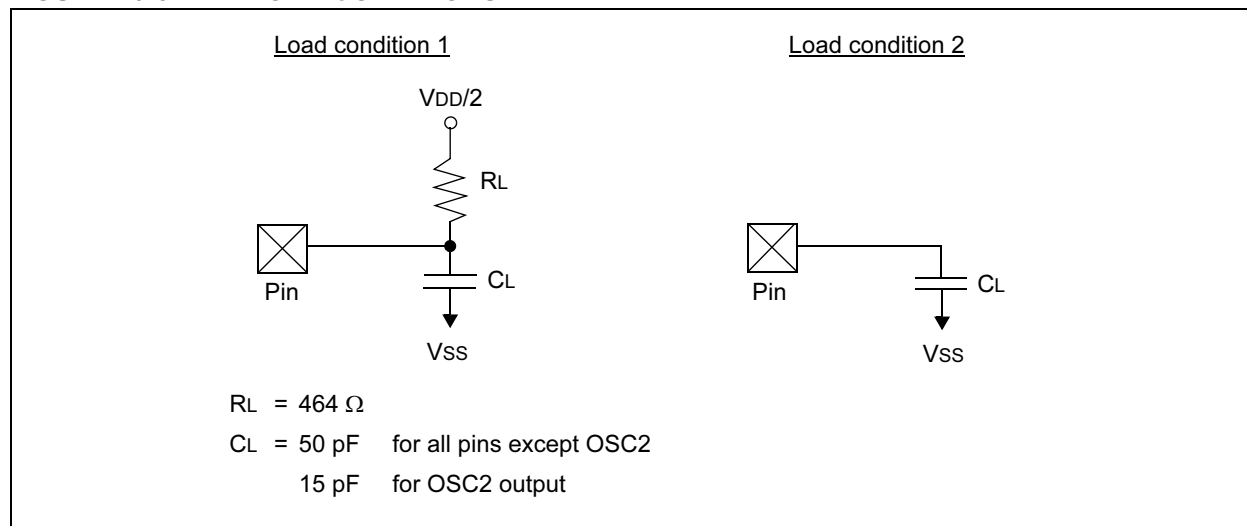 Load condition 1
Load condition 2
VDD/2
RL
Pin
CL
VSS
Pin
CL
VSS
RL = 464 Ω
CL = 50 pF for all pins except OSC2
15 pF for OSC2 output